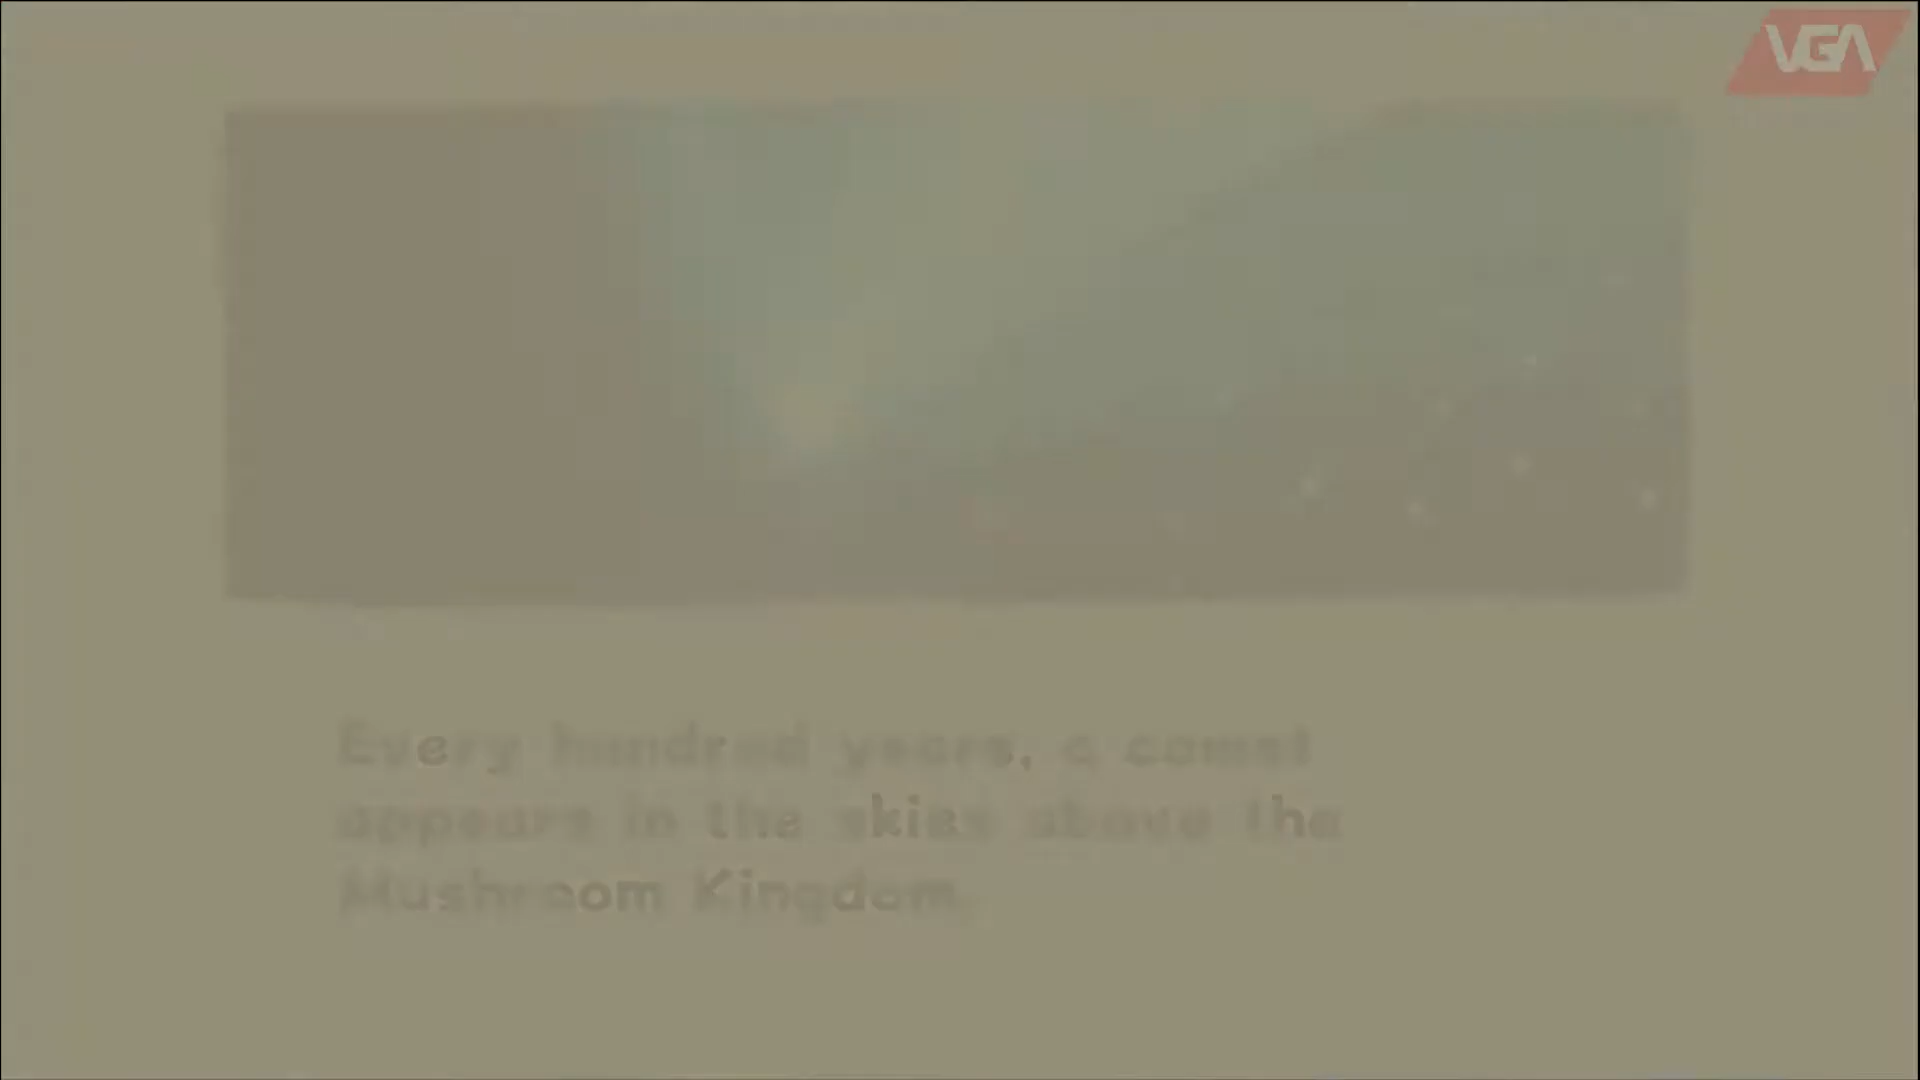 VGA
Every hundred years, a comet
appears in the skies above the
Mushroom Kingdom.